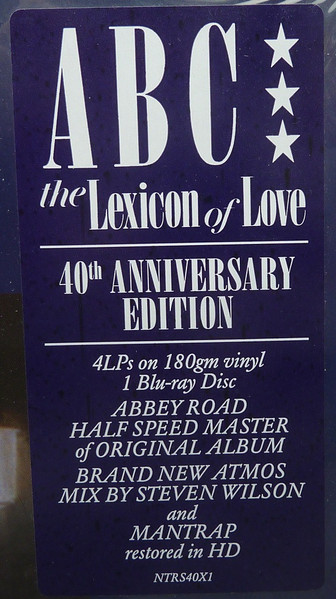 ABC
the Lexicon of Love
40th ANNIVERSARY
EDITION
4LPs on 180gm vinyl
1 Blu-ray Disc
ABBEY ROAD
HALF SPEED MASTER
of ORIGINAL ALBUM
BRAND NEW ATMOS
MIX BY STEVEN WILSON
and
MANTRAP
restored in HD
NTRS40X1